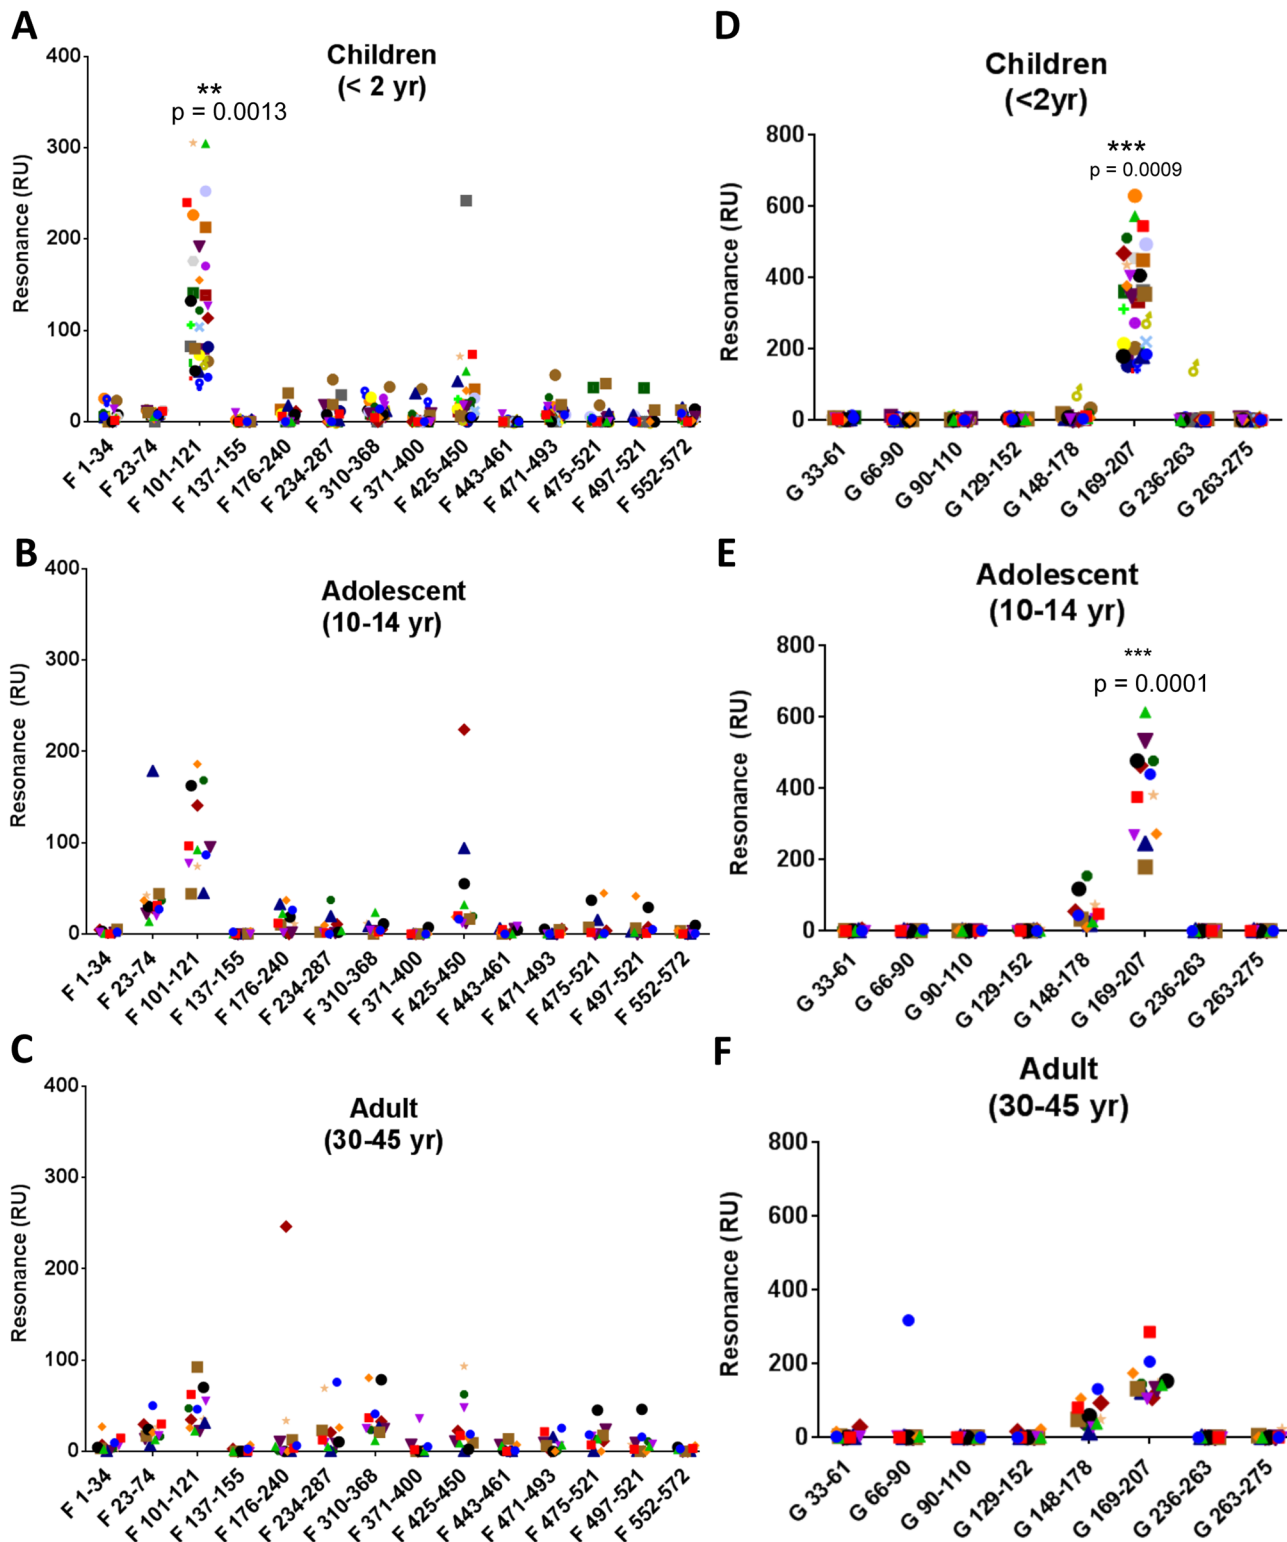 A
Children
(< 2 yr)
**
p = 0.0013
Resonance (RU)
400
300
200
100
0
F 1-34
F 23-74
F 101-121
F 137-155
F 176-240
F 234-287
F 310-368
F 371-400
F 425-450
F 443-461
F 471-493
F 475-521
F 497-521
F 552-572
D
Children
(<2yr)
***
p = 0.0009
Resonance (RU)
800
600
400
200
0
G 33-61
G 66-90
G 90-110
G 129-152
G 148-178
G 169-207
G 236-263
G 263-275
B
Adolescent
(10-14 yr)
Resonance (RU)
400
300
200
100
0
F 1-34
F 23-74
F 101-121
F 137-155
F 176-240
F 234-287
F 310-368
F 371-400
F 425-450
F 443-461
F 471-493
F 475-521
F 497-521
F 552-572
E
Adolescent
(10-14 yr)
***
p = 0.0001
Resonance (RU)
800
600
400
200
0
G 33-61
G 66-90
G 90-110
G 129-152
G 148-178
G 169-207
G 236-263
G 263-275
C
Adult
(30-45 yr)
Resonance (RU)
400
300
200
100
0
F 1-34
F 23-74
F 101-121
F 137-155
F 176-240
F 234-287
F 310-368
F 371-400
F 425-450
F 443-461
F 471-493
F 475-521
F 497-521
F 552-572
F
Adult
(30-45 yr)
Resonance (RU)
800
600
400
200
0
G 33-61
G 66-90
G 90-110
G 129-152
G 148-178
G 169-207
G 236-263
G 263-275